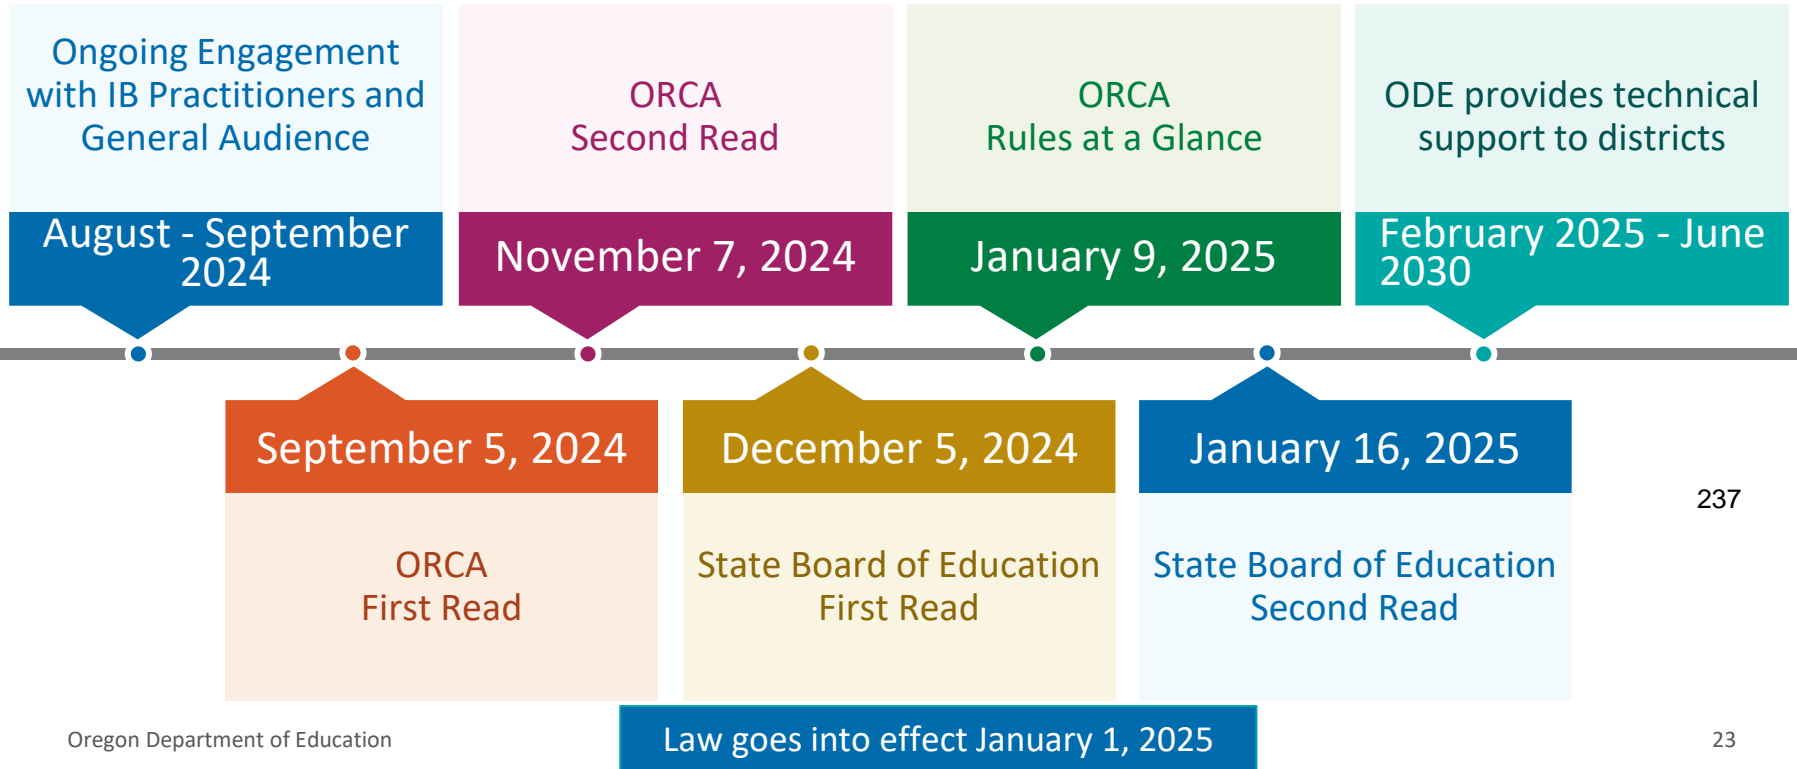 Ongoing Engagement
with IB Practitioners and
General Audience
August - September
2024
ORCA
Second Read
November 7, 2024
ORCA
Rules at a Glance
January 9, 2025
ODE provides technical
support to districts
February 2025 - June
2030
September 5, 2024
ORCA
First Read
December 5, 2024
State Board of Education
First Read
January 16, 2025
State Board of Education
Second Read
237
Oregon Department of Education
Law goes into effect January 1, 2025
23